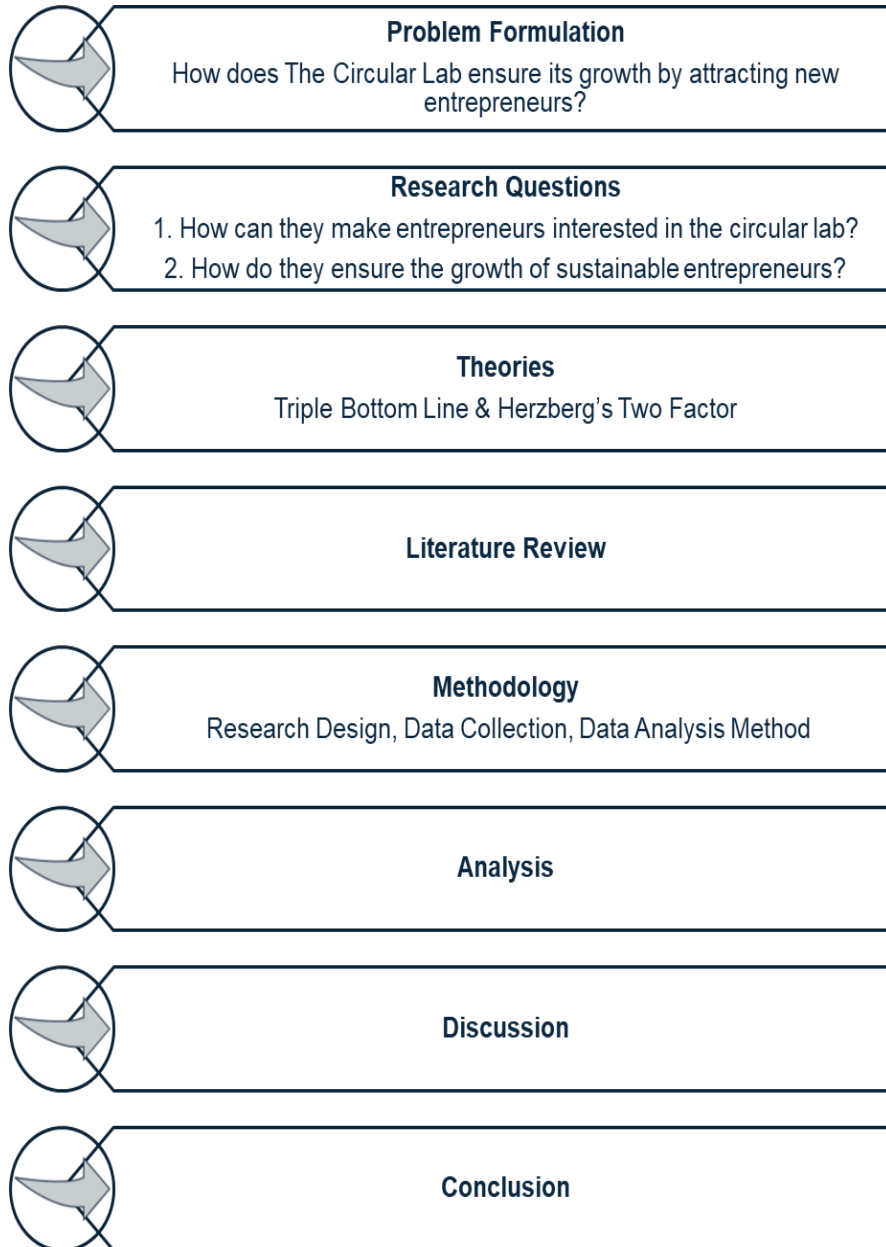 Problem Formulation
How does The Circular Lab ensure its growth by attracting new
entrepreneurs?
Research Questions
1. How can they make entrepreneurs interested in the circular lab?
2. How do they ensure the growth of sustainable entrepreneurs?
Theories
Triple Bottom Line & Herzberg's Two Factor
Literature Review
Methodology
Research Design, Data Collection, Data Analysis Method
Analysis
Discussion
Conclusion